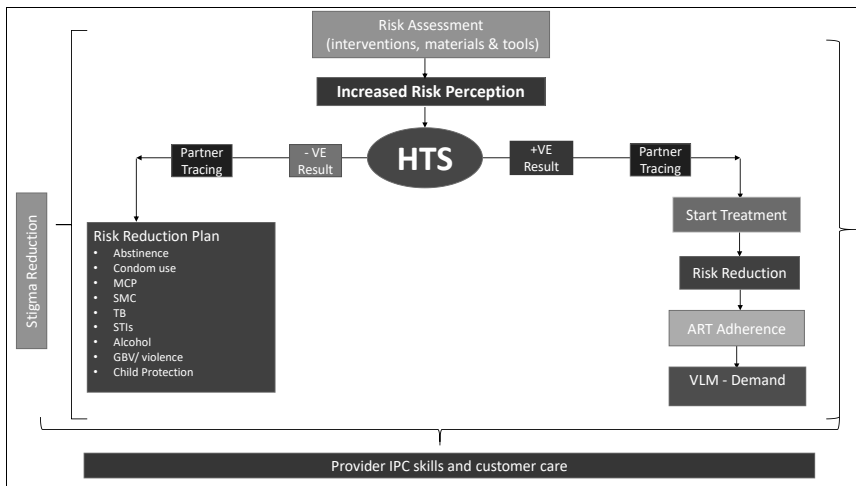 Risk Assessment
(interventions, materials & tools)
Increased Risk Perception
HTS
- VE
Result
Partner
Tracing
+VE
Result
Partner
Tracing
Stigma Reduction
Risk Reduction Plan
• Abstinence
• Condom use
• MCP
• SMC
• TB
• STIs
• Alcohol
• GBV/ violence
• Child Protection
Start Treatment
Risk Reduction
ART Adherence
VLM - Demand
Provider IPC skills and customer care